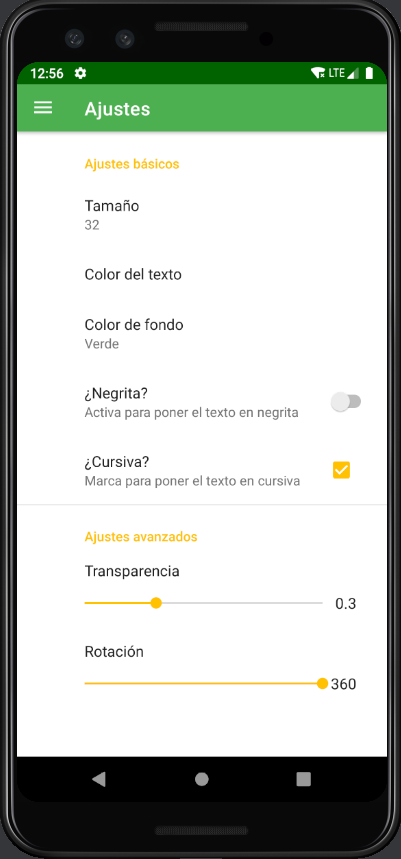 12:56
LTE
Ajustes
Ajustes básicos
Tamaño
32
Color del texto
Color de fondo
Verde
¿Negrita?
Activa para poner el texto en negrita
¿Cursiva?
Marca para poner el texto en cursiva
Ajustes avanzados
Transparencia
0.3
Rotación
360